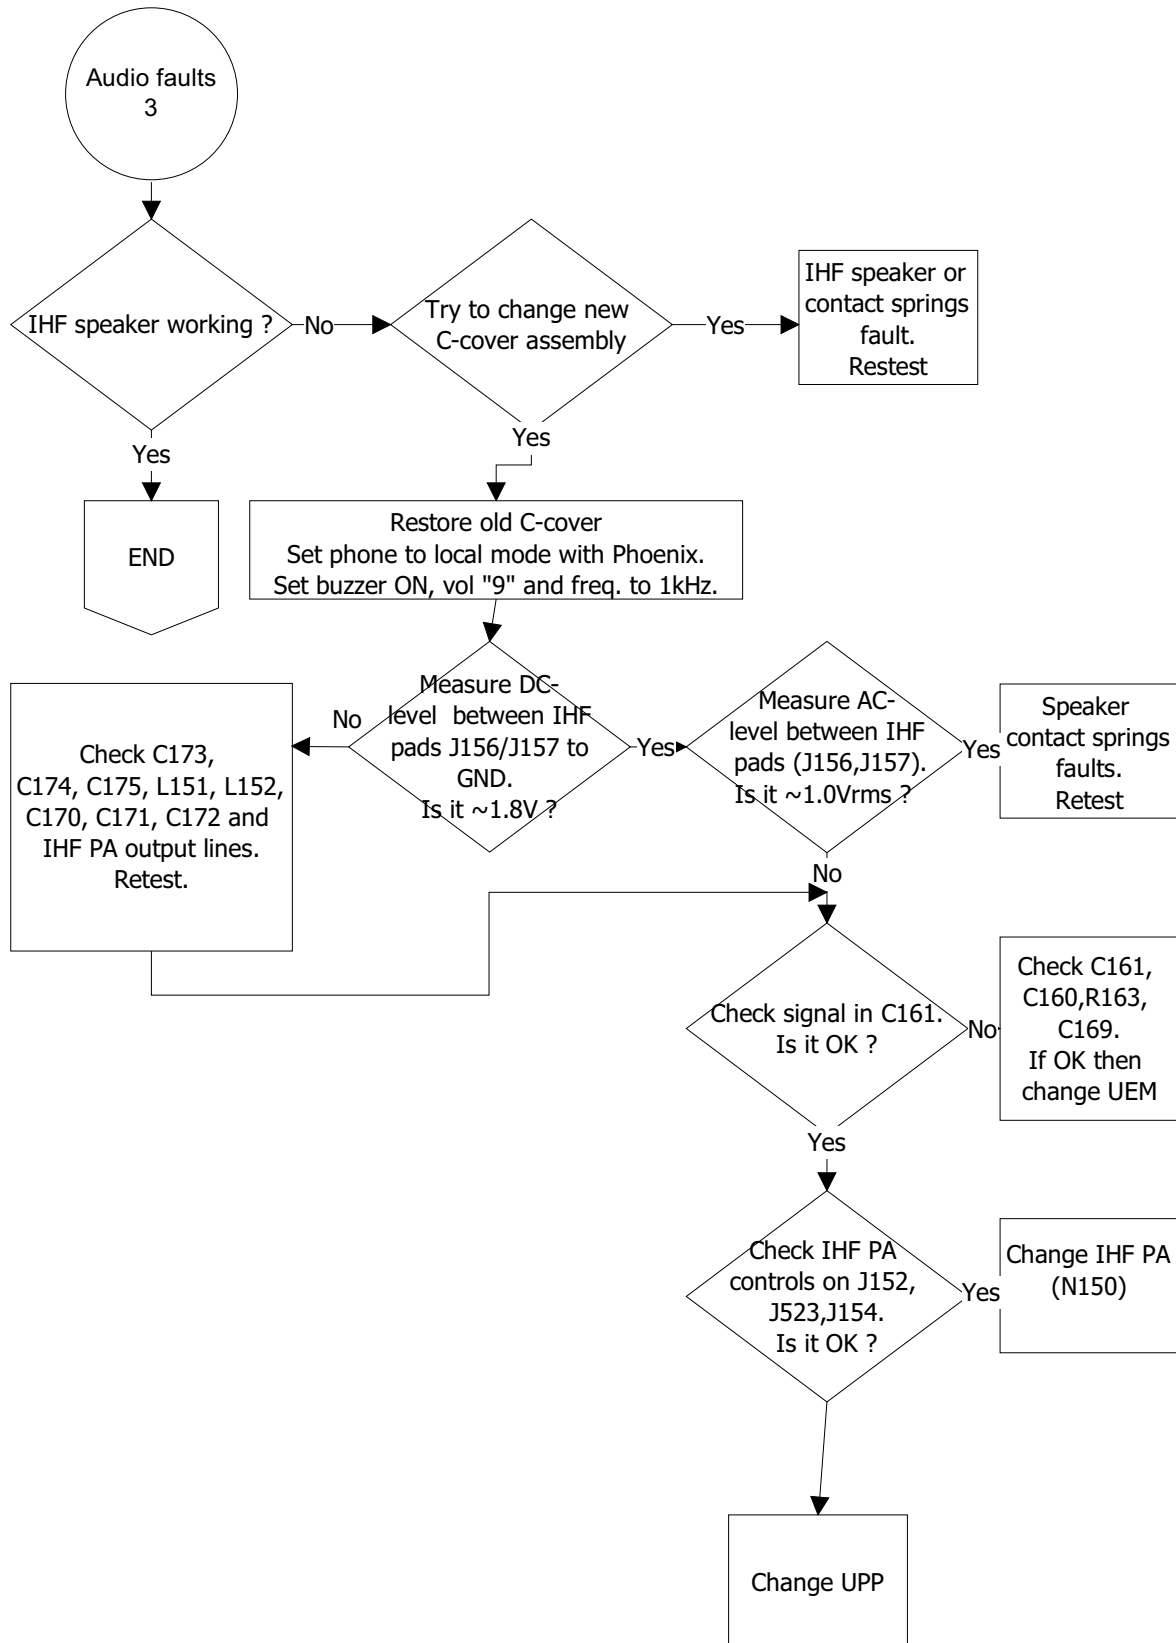 Audio faults
3
IHF speaker working ?
No
Try to change new
C-cover assembly
Yes
IHF speaker or
contact springs
fault.
Restest
Yes
Yes
END
Restore old C-cover
Set phone to local mode with Phoenix.
Set buzzer ON, vol "9" and freq. to 1kHz.
Measure DC-
level between IHF
pads J156/J157 to
GND.
Is it ~1.8V ?
No
Check C173,
C174, C175, L151, L152,
C170, C171, C172 and
IHF PA output lines.
Retest.
Yes
Measure AC-
level between IHF
pads (J156,J157).
Is it ~1.0Vrms ?
Yes
Speaker
contact springs
faults.
Retest
No
Check signal in C161.
Is it OK ?
No
Check C161,
C160,R163,
C169.
If OK then
change UEM
Yes
Check IHF PA
controls on J152,
J523,J154.
Is it OK ?
Yes
Change IHF PA
(N150)
Change UPP